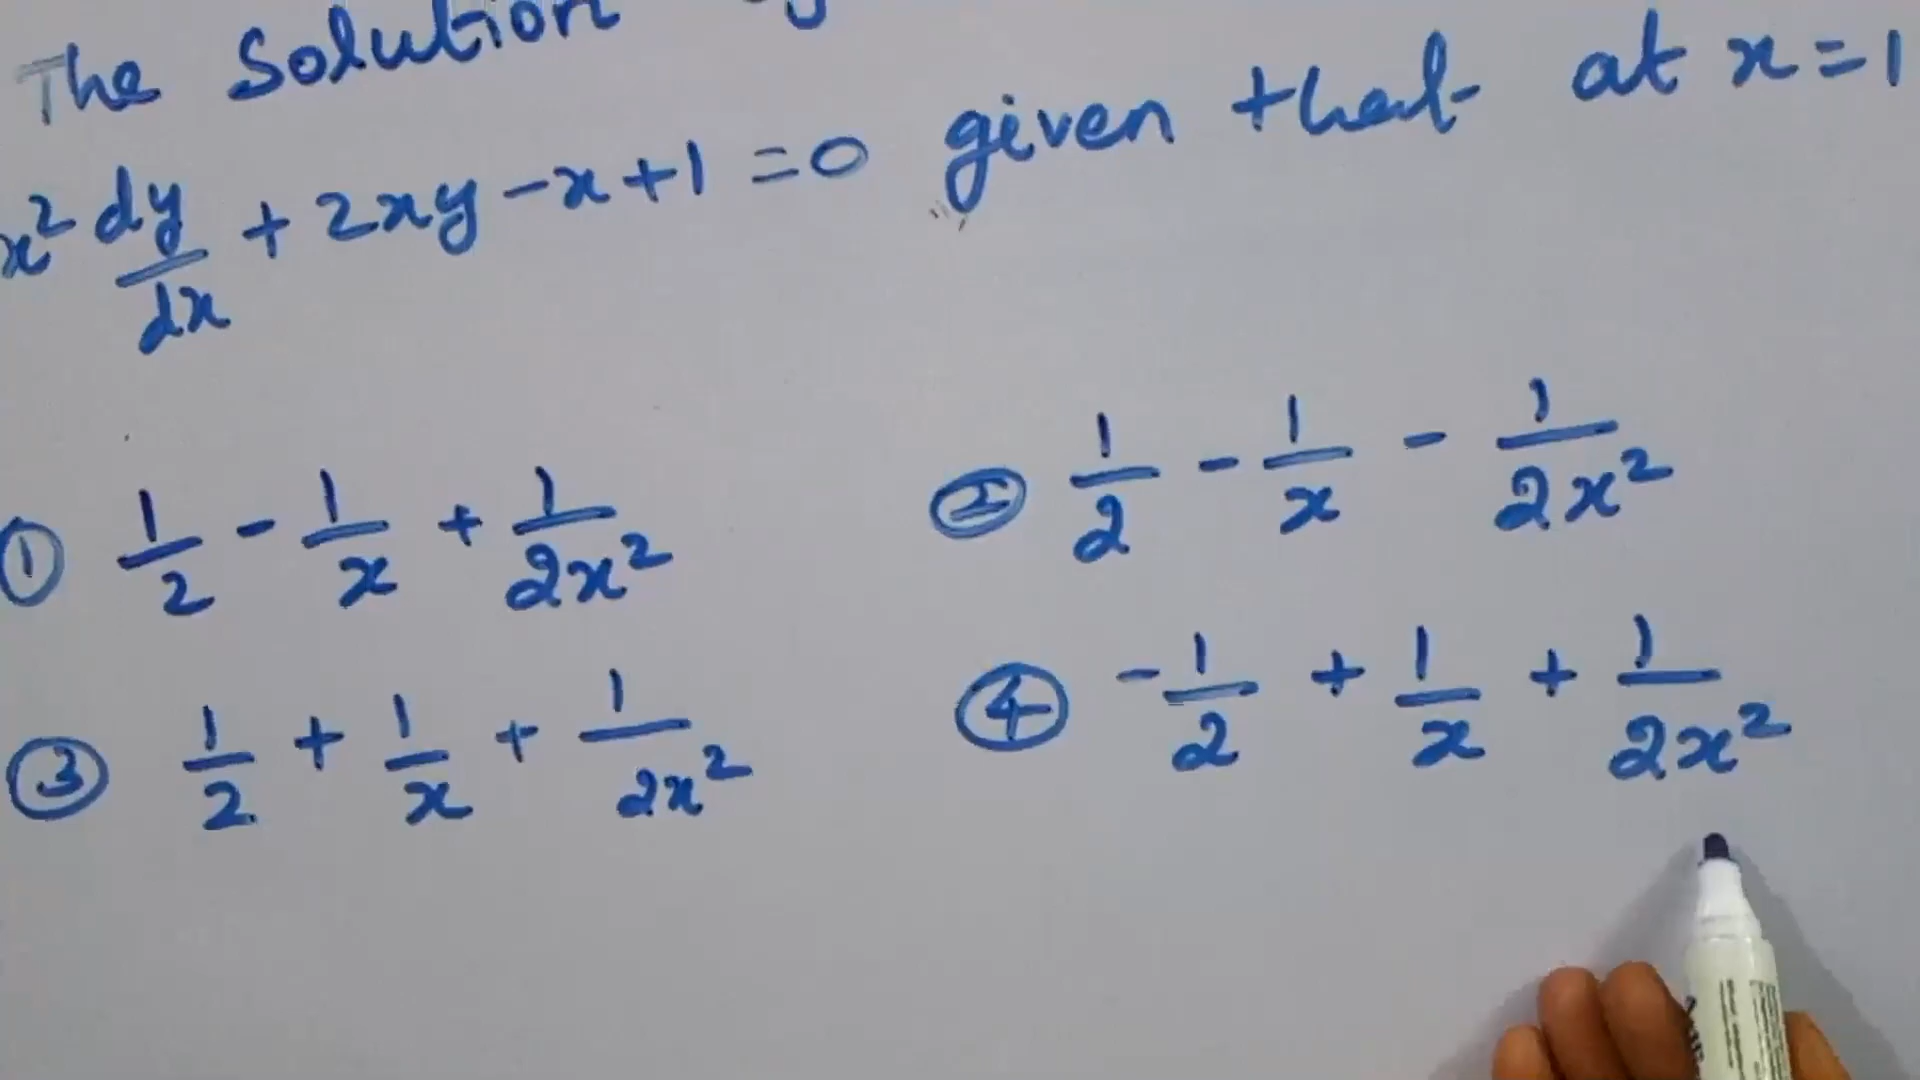 The Solution
x² dy/dx + 2xy - x + 1 = 0 given that at x = 1
① 1/2 - 1/x + 1/2x²
② 1/2 - 1/x - 1/2x²
③ 1/2 + 1/x + 1/2x²
④ -1/2 + 1/x + 1/2x²